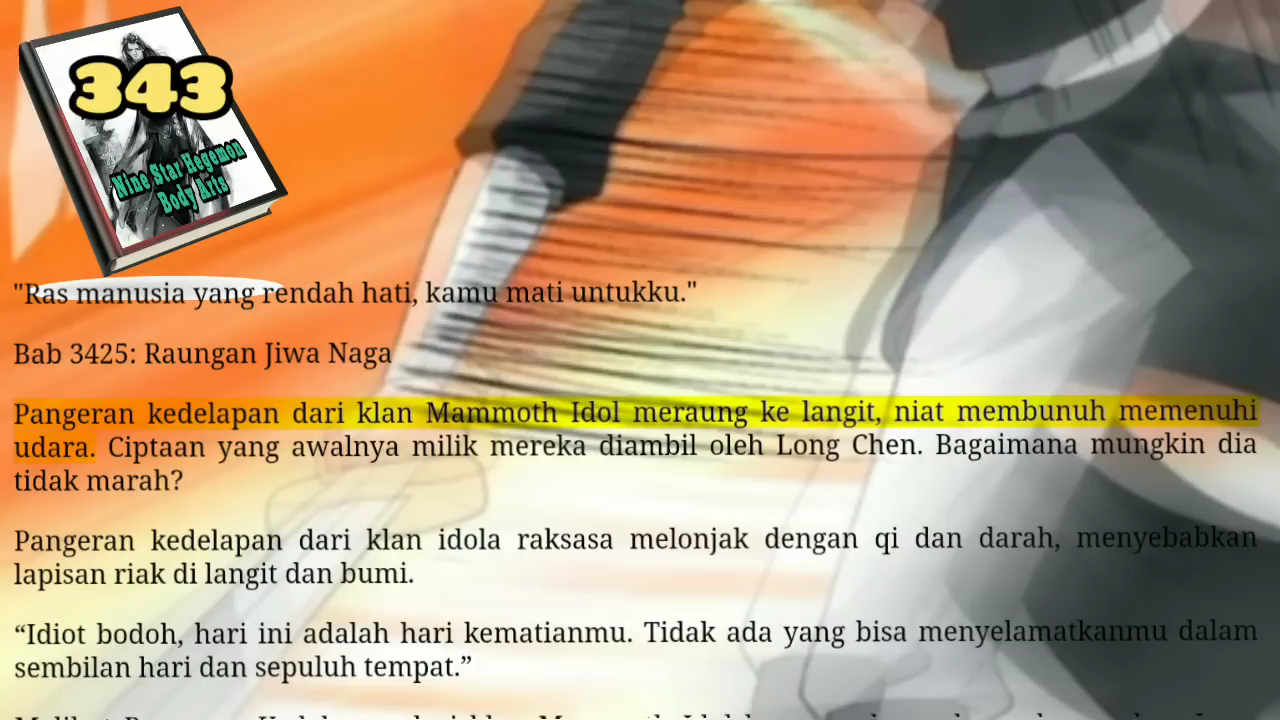 343
Nine Star Hegemon
Body Arts
"Ras manusia yang rendah hati, kamu mati untukku."
Bab 3425: Raungan Jiwa Naga
Pangeran kedelapan dari klan Mammoth Idol meraung ke langit, niat membunuh memenuhi
udara. Ciptaan yang awalnya milik mereka diambil oleh Long Chen. Bagaimana mungkin dia
tidak marah?
Pangeran kedelapan dari klan idola raksasa melonjak dengan qi dan darah, menyebabkan
lapisan riak di langit dan bumi.
“Idiot bodoh, hari ini adalah hari kematianmu. Tidak ada yang bisa menyelamatkanmu dalam
sembilan hari dan sepuluh tempat.”